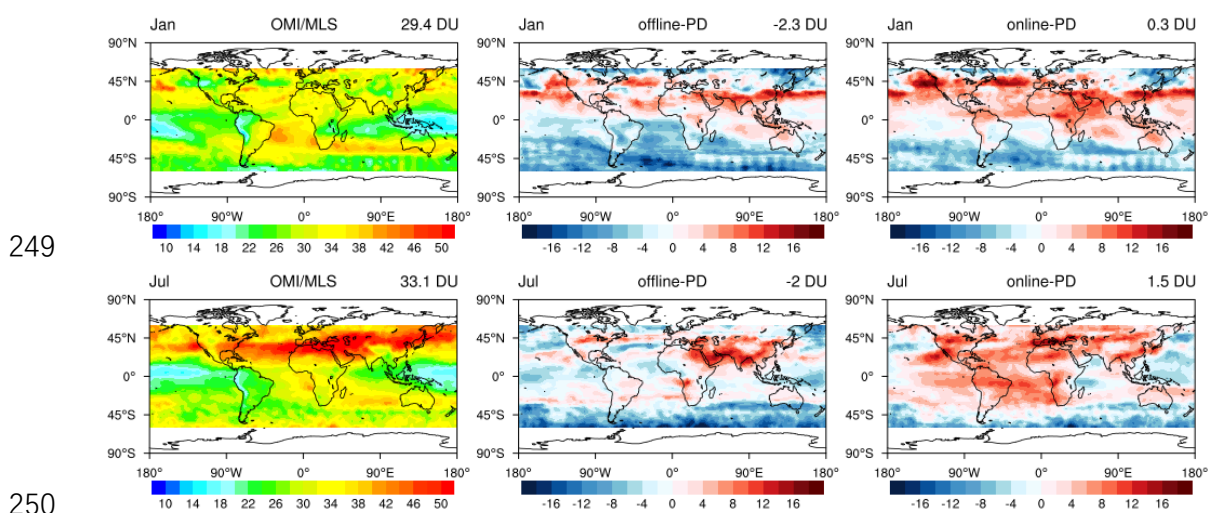 Jan OMI/MLS 29.4 DU Jan offline-PD -2.3 DU Jan online-PD 0.3 DU
90°N 90°N 90°N
45°N 45°N 45°N
0° 0° 0°
45°S 45°S 45°S
90°S 90°S 90°S
180° 90°W 0° 90°E 180° 180° 90°W 0° 90°E 180° 180° 90°W 0° 90°E 180°
249 10 14 18 22 26 30 34 38 42 46 50 -16 -12 -8 -4 0 4 8 12 16 -16 -12 -8 -4 0 4 8 12 16
Jul OMI/MLS 33.1 DU Jul offline-PD -2 DU Jul online-PD 1.5 DU
90°N 90°N 90°N
45°N 45°N 45°N
0° 0° 0°
45°S 45°S 45°S
90°S 90°S 90°S
180° 90°W 0° 90°E 180° 180° 90°W 0° 90°E 180° 180° 90°W 0° 90°E 180°
250 10 14 18 22 26 30 34 38 42 46 50 -16 -12 -8 -4 0 4 8 12 16 -16 -12 -8 -4 0 4 8 12 16